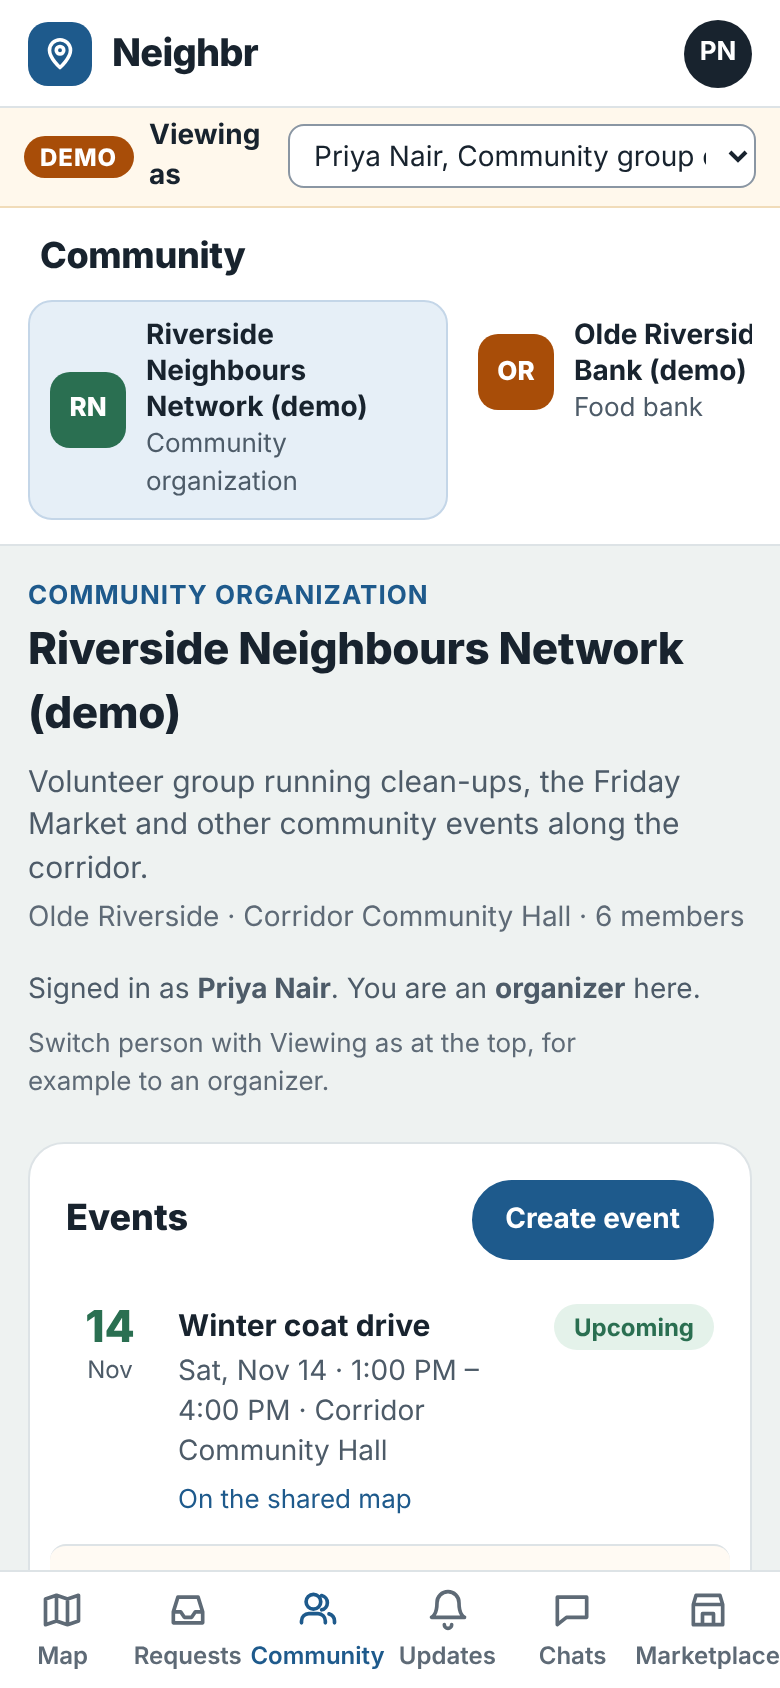 Neighbr
PN
DEMO
Viewing
as
Priya Nair, Community group
Community
RN
Riverside
Neighbours
Network (demo)
Community
organization
OR
Olde Riversid
Bank (demo)
Food bank
COMMUNITY ORGANIZATION
Riverside Neighbours Network
(demo)
Volunteer group running clean-ups, the Friday
Market and other community events along the
corridor.
Olde Riverside · Corridor Community Hall · 6 members
Signed in as Priya Nair. You are an organizer here.
Switch person with Viewing as at the top, for
example to an organizer.
Events
Create event
14
Nov
Winter coat drive
Upcoming
Sat, Nov 14 · 1:00 PM –
4:00 PM · Corridor
Community Hall
On the shared map
Map
Requests
Community
Updates
Chats
Marketplace